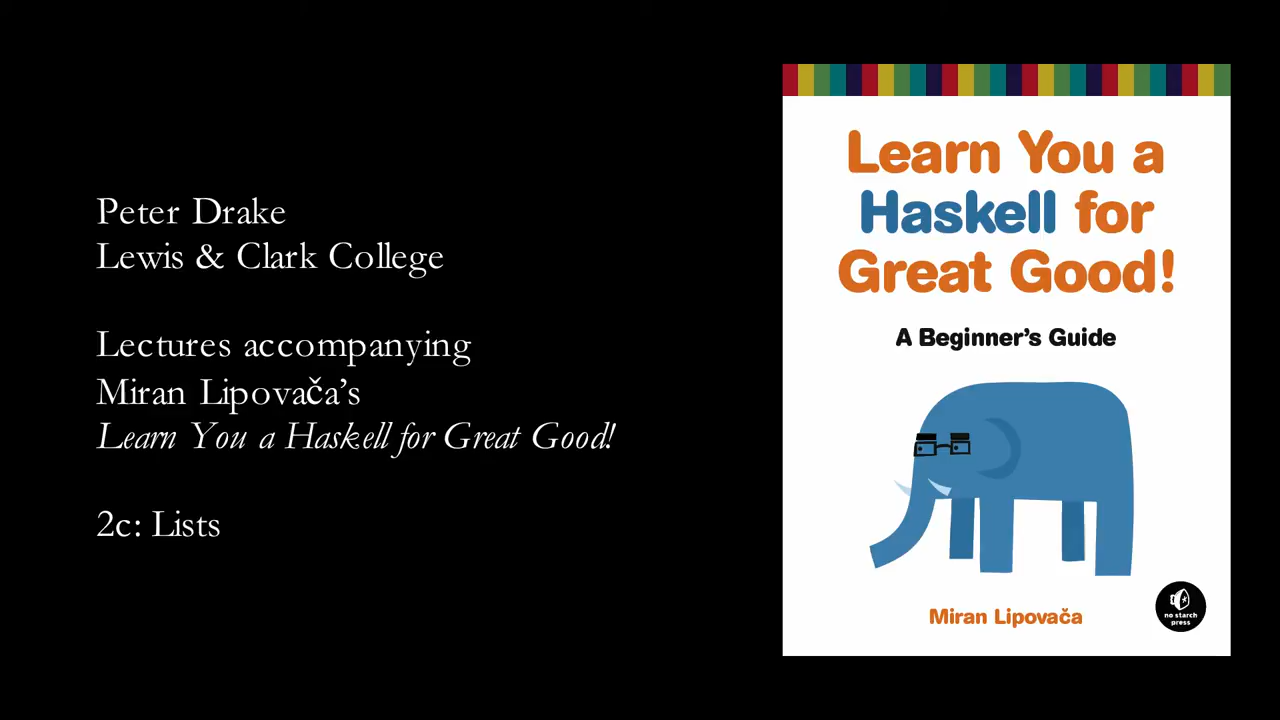 Peter Drake
Lewis & Clark College
Lectures accompanying
Miran Lipovača’s
Learn You a Haskell for Great Good!
2c: Lists
Learn You a
Haskell for
Great Good!
A Beginner’s Guide
Miran Lipovača
no starch
press